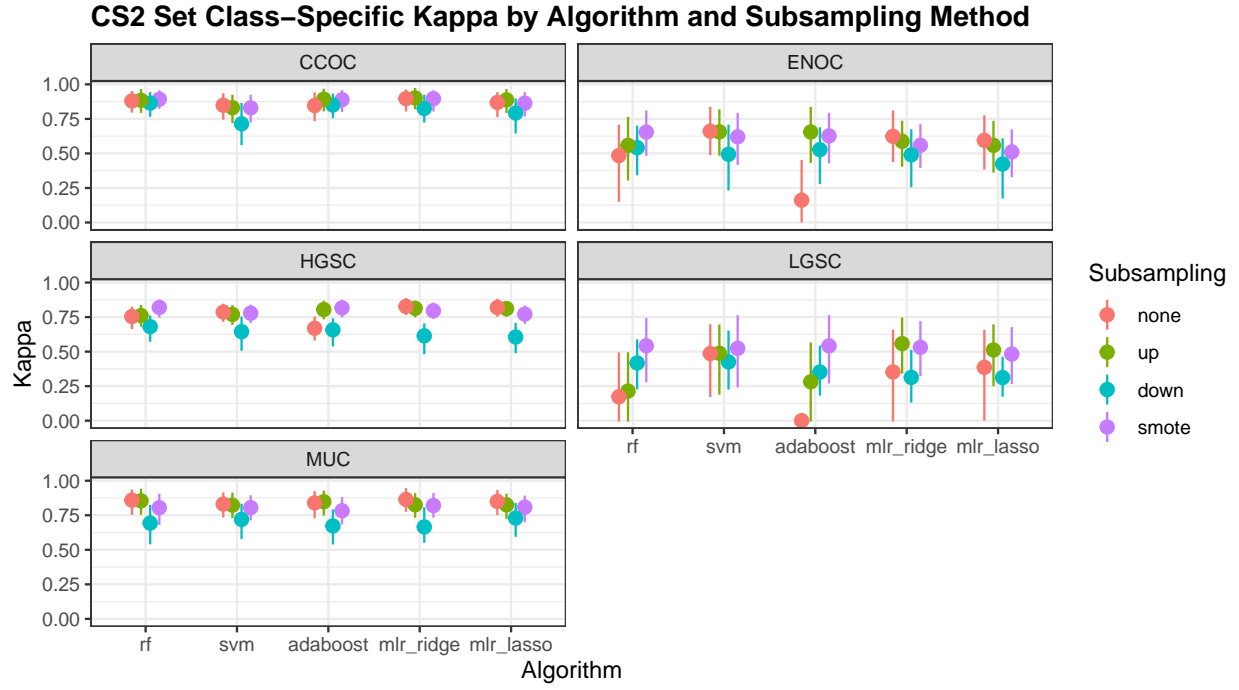 CS2 Set Class−Specific Kappa by Algorithm and Subsampling Method
CCOC
ENOC
1.00
0.75
0.50
0.25
0.00
HGSC
LGSC
1.00
0.75
0.50
0.25
0.00
Kappa
rf svm adaboost mlr_ridge mlr_lasso
MUC
1.00
0.75
0.50
0.25
0.00
rf svm adaboost mlr_ridge mlr_lasso
Algorithm
Subsampling
none
up
down
smote